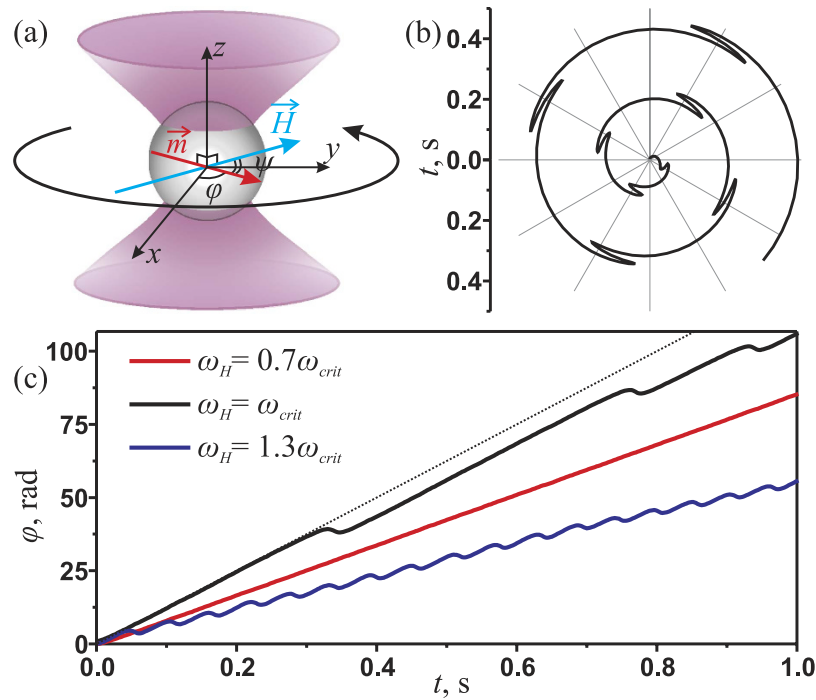 (a)
z
H
m
y
ψ
φ
x
(b)
t, s
0.4
0.2
0.0
0.2
0.4
(c)
φ, rad
100
75
50
25
0
ω_H = 0.7ω_crit
ω_H = ω_crit
ω_H = 1.3ω_crit
0.0 0.2 0.4 0.6 0.8 1.0
t, s